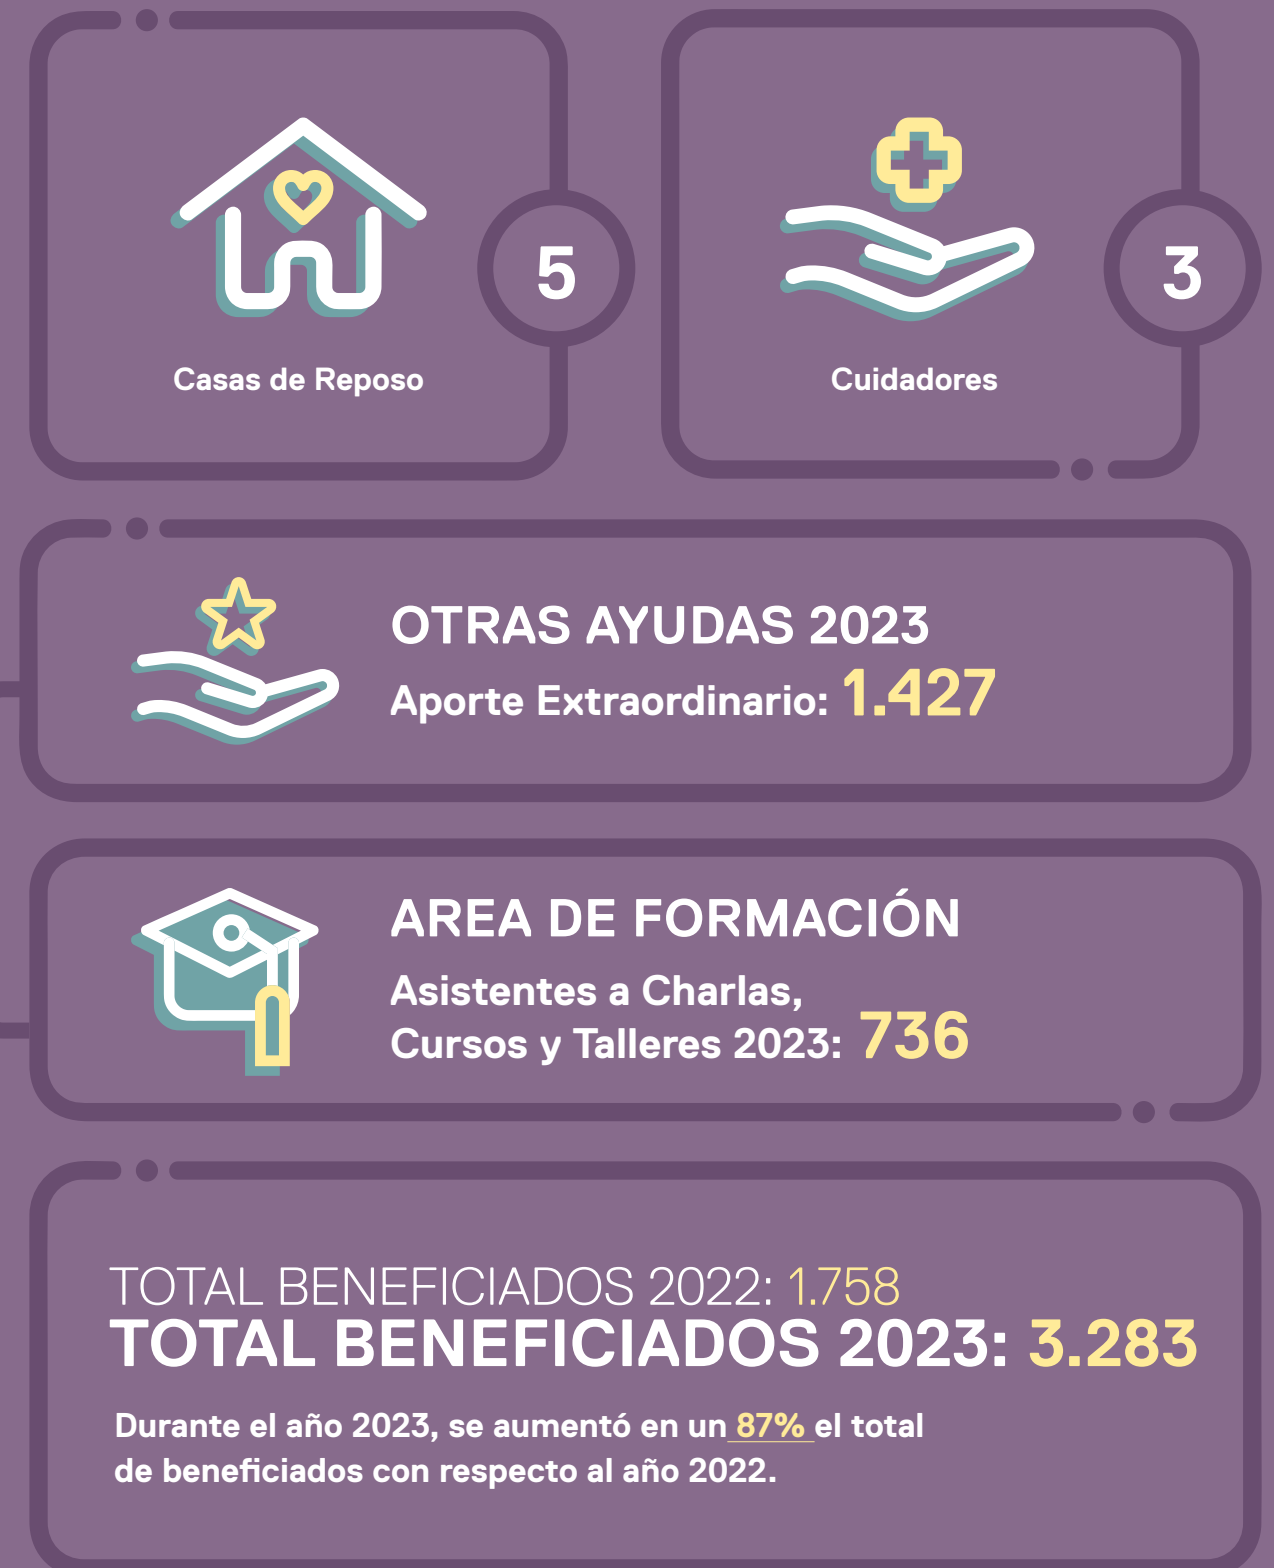 5
Casas de Reposo
3
Cuidadores
OTRAS AYUDAS 2023
Aporte Extraordinario: 1.427
AREA DE FORMACIÓN
Asistentes a Charlas,
Cursos y Talleres 2023: 736
TOTAL BENEFICIADOS 2022: 1.758
TOTAL BENEFICIADOS 2023: 3.283
Durante el año 2023, se aumentó en un 87% el total
de beneficiados con respecto al año 2022.